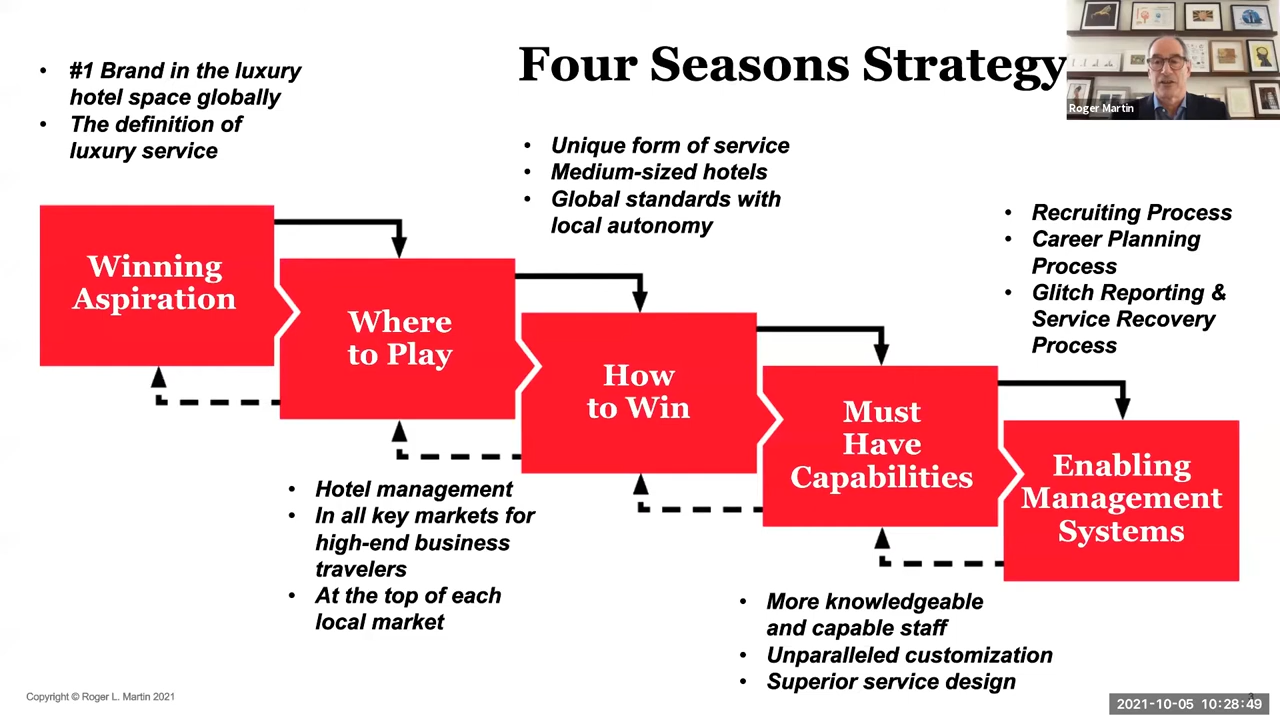 Four Seasons Strategy
Roger Martin
• #1 Brand in the luxury
hotel space globally
• The definition of
luxury service
• Unique form of service
• Medium-sized hotels
• Global standards with
local autonomy
• Recruiting Process
• Career Planning
Process
• Glitch Reporting &
Service Recovery
Process
Winning
Aspiration
Where
to Play
How
to Win
Must
Have
Capabilities
Enabling
Management
Systems
• Hotel management
• In all key markets for
high-end business
travelers
• At the top of each
local market
• More knowledgeable
and capable staff
• Unparalleled customization
• Superior service design
Copyright © Roger L. Martin 2021
3
2021-10-05 10:28:49